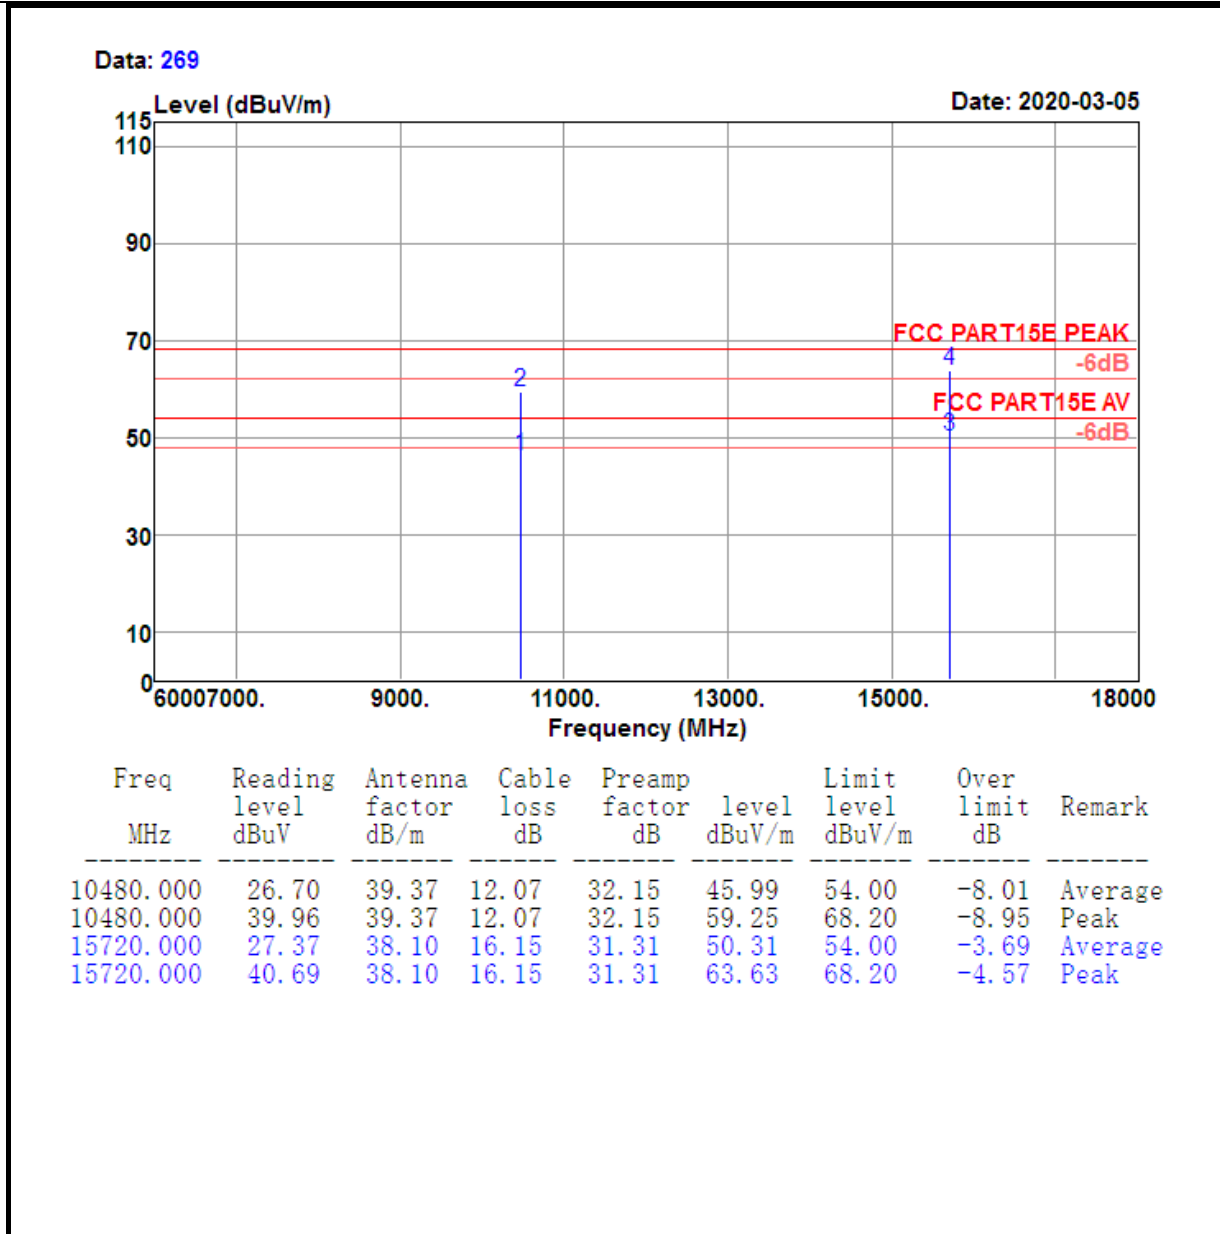 Data: 269
Level (dBuV/m)
Date: 2020-03-05
115
110
90
70
50
30
10
0
FCC PART15E PEAK
-6dB
FCC PART15E AV
-6dB
2
1
4
3
60007000. 9000. 11000. 13000. 15000. 18000
Frequency (MHz)
Freq Reading Antenna Cable Preamp Limit Over
level factor loss factor level level limit Remark
MHz dBuV dB/m dB dB dBuV/m dBuV/m dB
-------- -------- ------- ------ ------- ------- ------- ------- -------
10480.000 26.70 39.37 12.07 32.15 45.99 54.00 -8.01 Average
10480.000 39.96 39.37 12.07 32.15 59.25 68.20 -8.95 Peak
15720.000 27.37 38.10 16.15 31.31 50.31 54.00 -3.69 Average
15720.000 40.69 38.10 16.15 31.31 63.63 68.20 -4.57 Peak